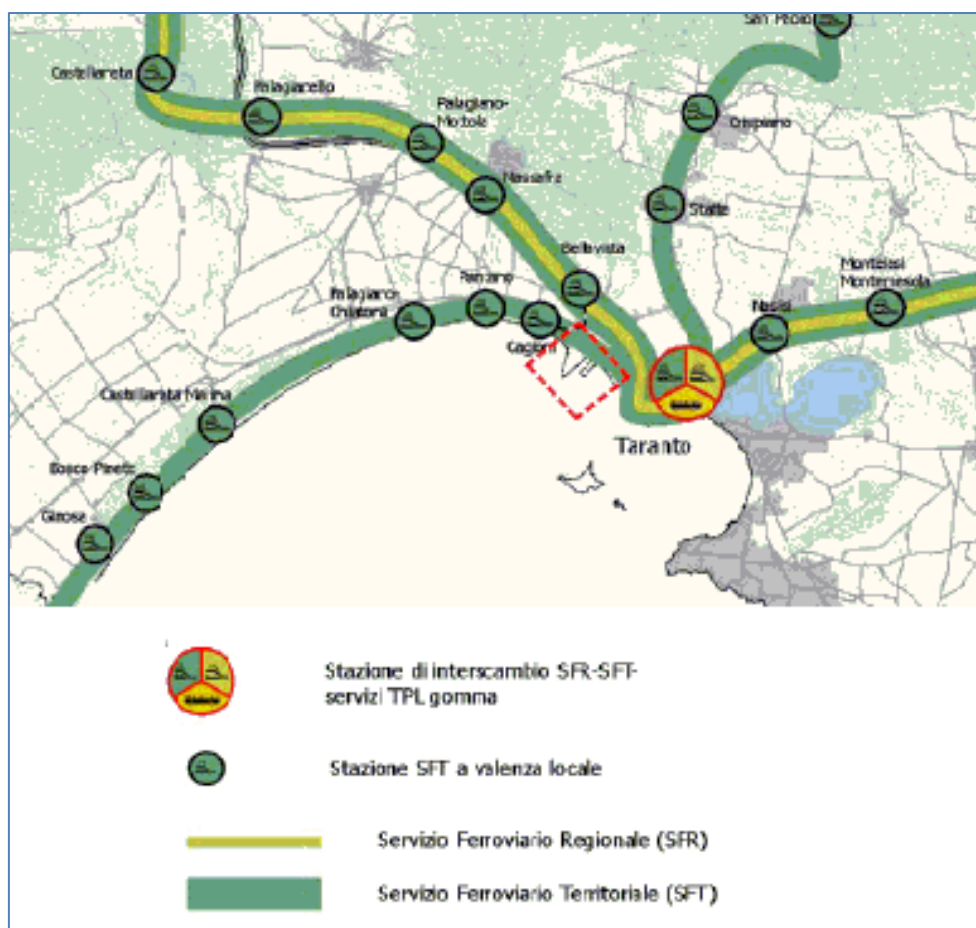 San Paolo
Castellaneta
Palagianello
Palagiano-
Mottola
Crispiano
Massafra
Statte
Bellavista
Montelasi
Montemesola
Palagiano-
Chiatona
Nasisi
Cagioni
Castellaneta Marina
Taranto
Bosco Pineto
Ginosa
Stazione di interscambio SFR-SFT-
servizi TPL gomma
Stazione SFT a valenza locale
Servizio Ferroviario Regionale (SFR)
Servizio Ferroviario Territoriale (SFT)